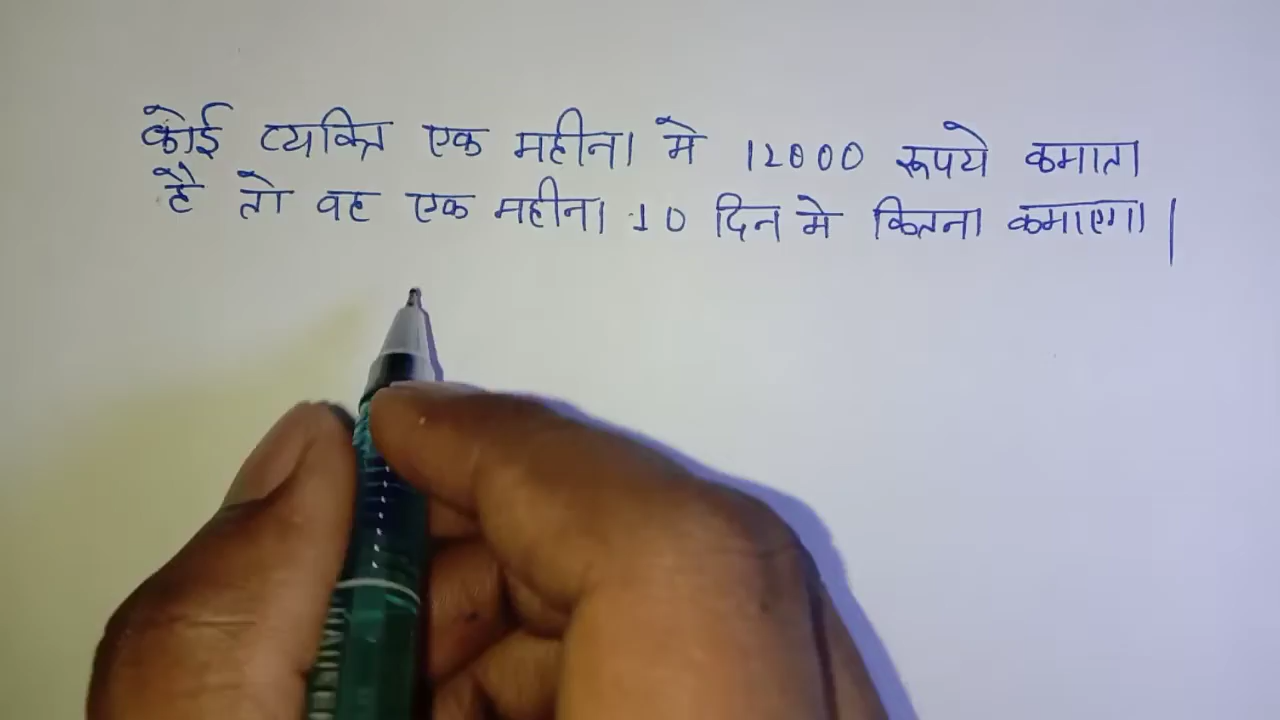 कोई व्यक्ति एक महीना मे 12000 रूपये कमाता
है तो वह एक महीना 10 दिन मे कितना कमाएगा |